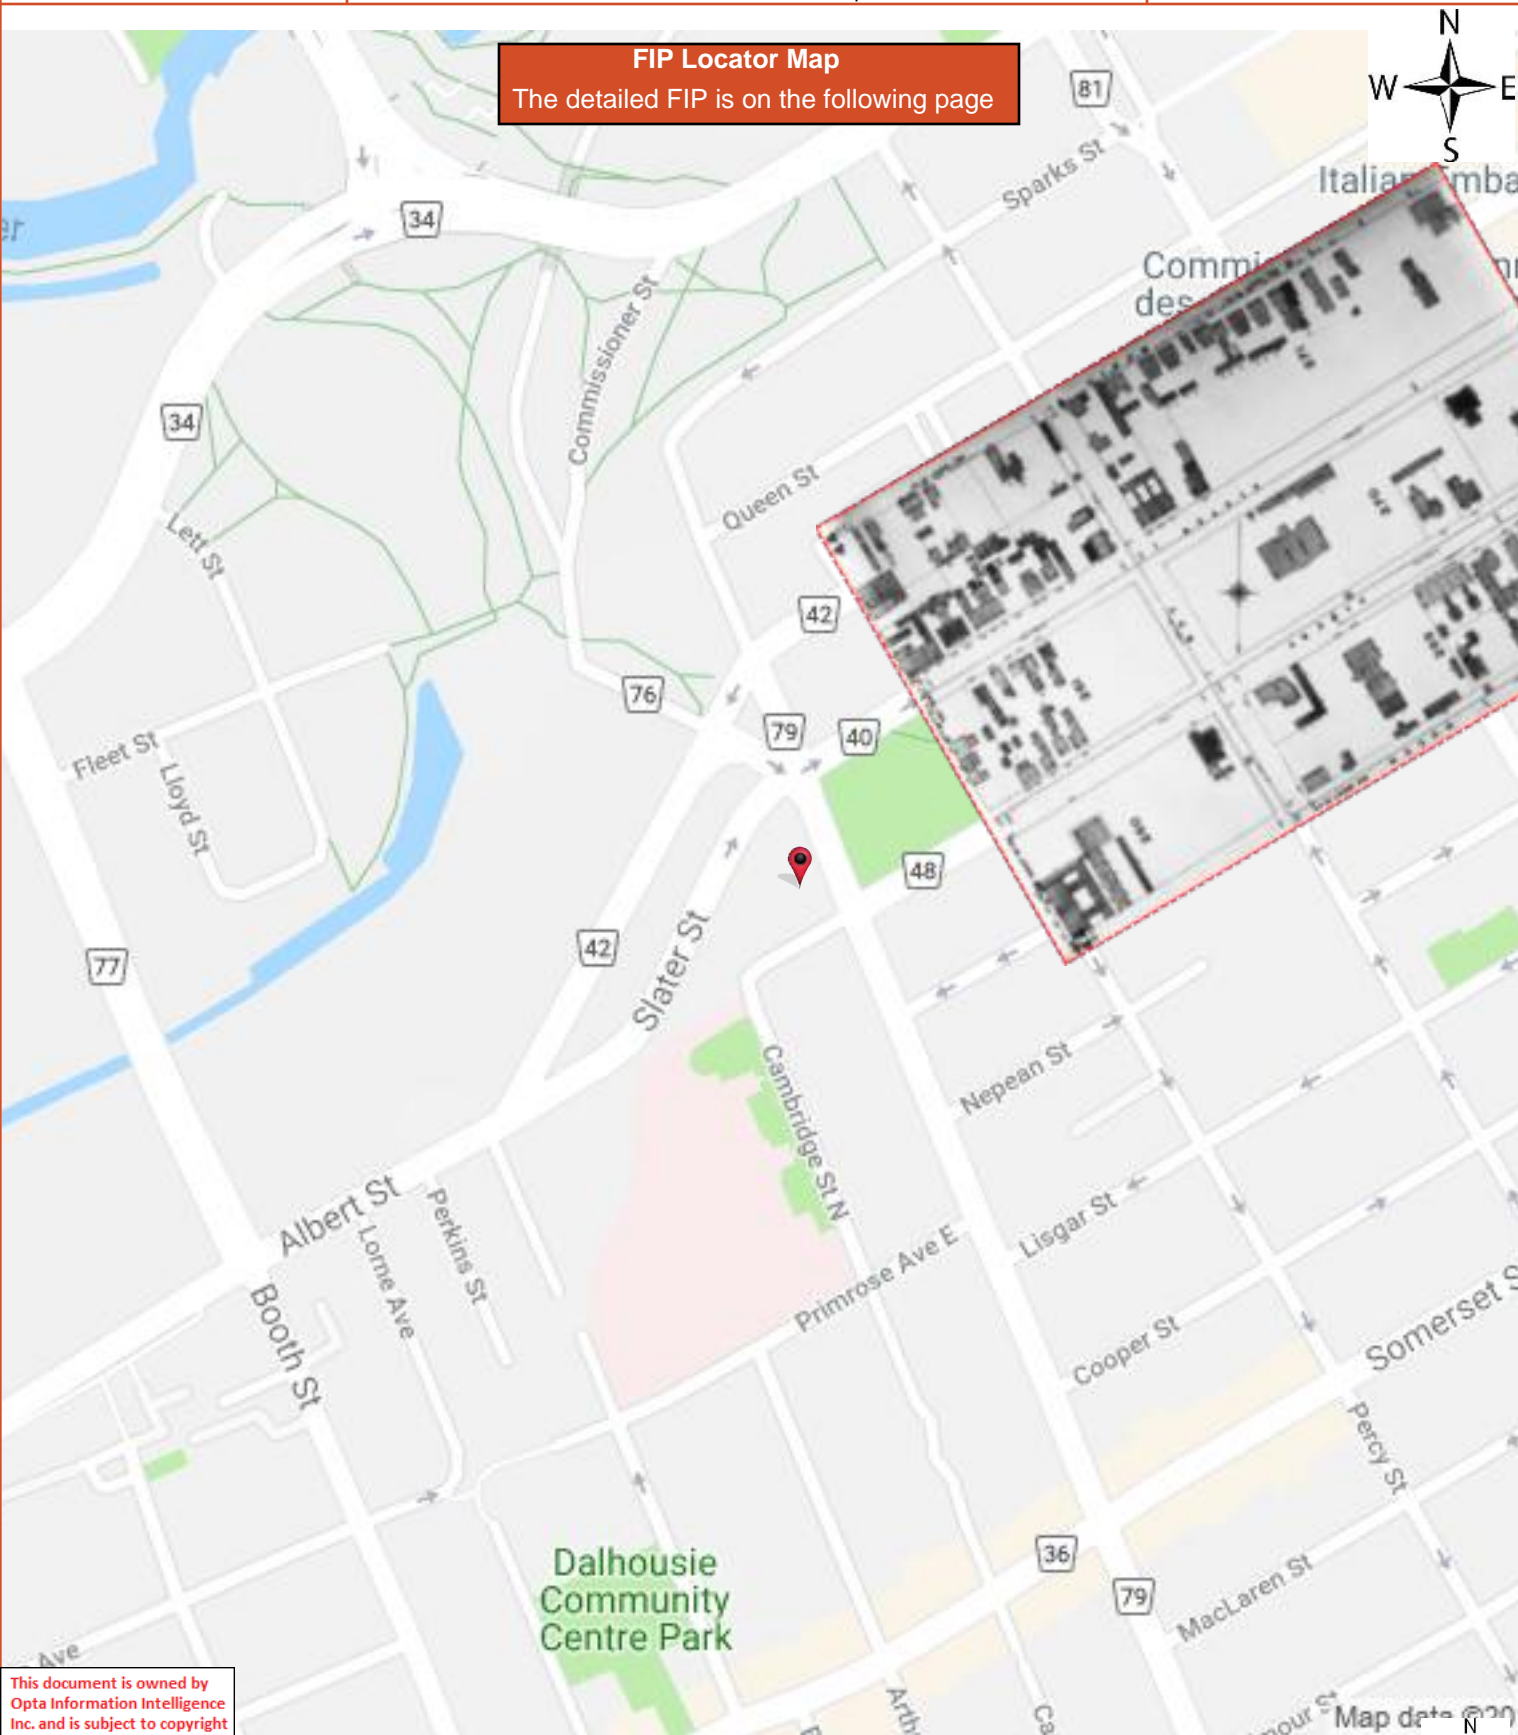 FIP Locator Map
The detailed FIP is on the following page
N
W
E
S
81
Sparks St
34
Commissioner St
34
Queen St
Lett St
42
76
79
40
Fleet St
Lloyd St
48
42
77
Slater St
Cambridge St N
Nepean St
Albert St
Perkins St
Lorne Ave
Lisgar St
Primrose Ave E
Booth St
Cooper St
Somerset S
Percy St
Dalhousie
Community
Centre Park
36
79
MacLaren St
Ave
This document is owned by
Opta Information Intelligence
Inc. and is subject to copyright
Map data ©20
N